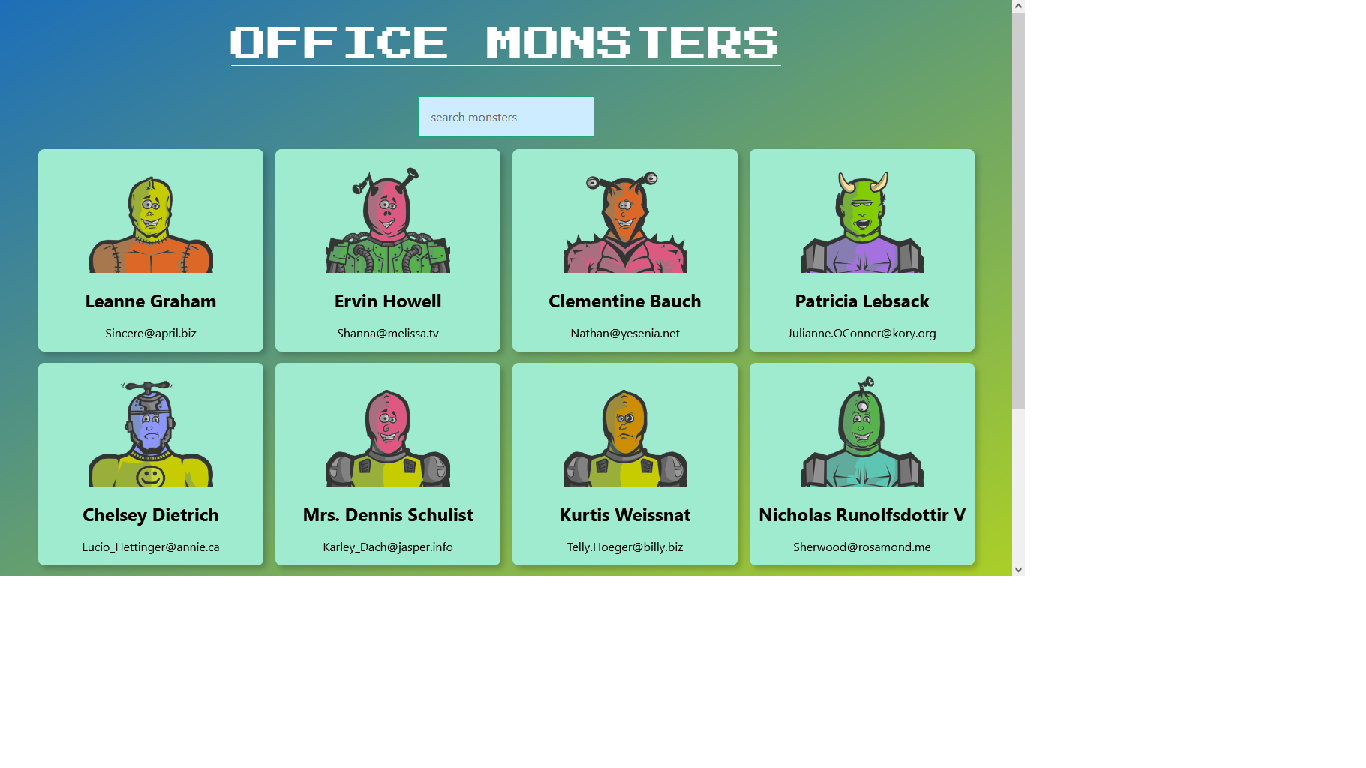 OFFICE MONSTERS
search monsters
Leanne Graham
Sincere@april.biz
Ervin Howell
Shanna@melissa.tv
Clementine Bauch
Nathan@yesenia.net
Patricia Lebsack
Julianne.OConner@kory.org
Chelsey Dietrich
Lucio_Hettinger@annie.ca
Mrs. Dennis Schulist
Karley_Dach@jasper.info
Kurtis Weissnat
Telly.Hoeger@billy.biz
Nicholas Runolfsdottir V
Sherwood@rosamond.me